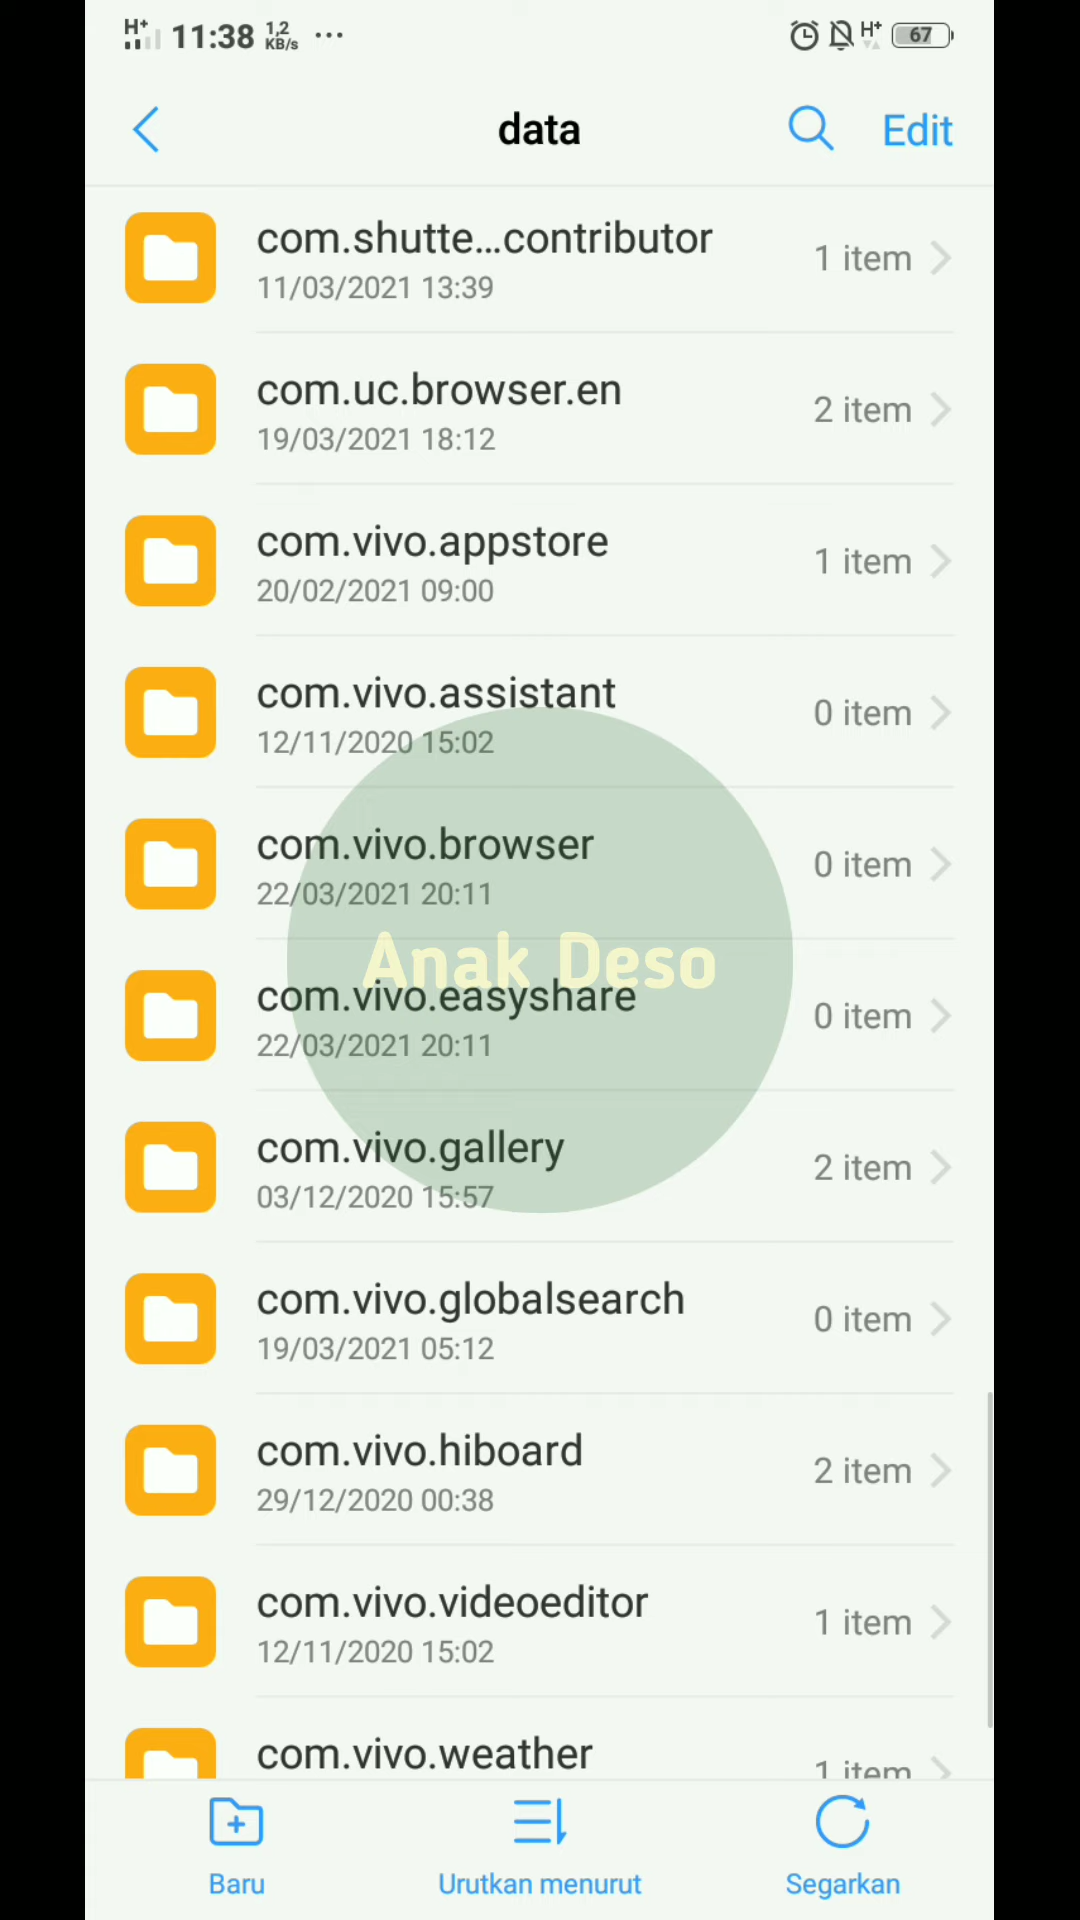 H+ 11:38 1,2 KB/s ... H+ 67
data Edit
com.shutte...contributor
11/03/2021 13:39
1 item
com.uc.browser.en
19/03/2021 18:12
2 item
com.vivo.appstore
20/02/2021 09:00
1 item
com.vivo.assistant
12/11/2020 15:02
0 item
com.vivo.browser
22/03/2021 20:11
0 item
Anak Deso
com.vivo.easyshare
22/03/2021 20:11
0 item
com.vivo.gallery
03/12/2020 15:57
2 item
com.vivo.globalsearch
19/03/2021 05:12
0 item
com.vivo.hiboard
29/12/2020 00:38
2 item
com.vivo.videoeditor
12/11/2020 15:02
1 item
com.vivo.weather
1 item
Baru Urutkan menurut Segarkan